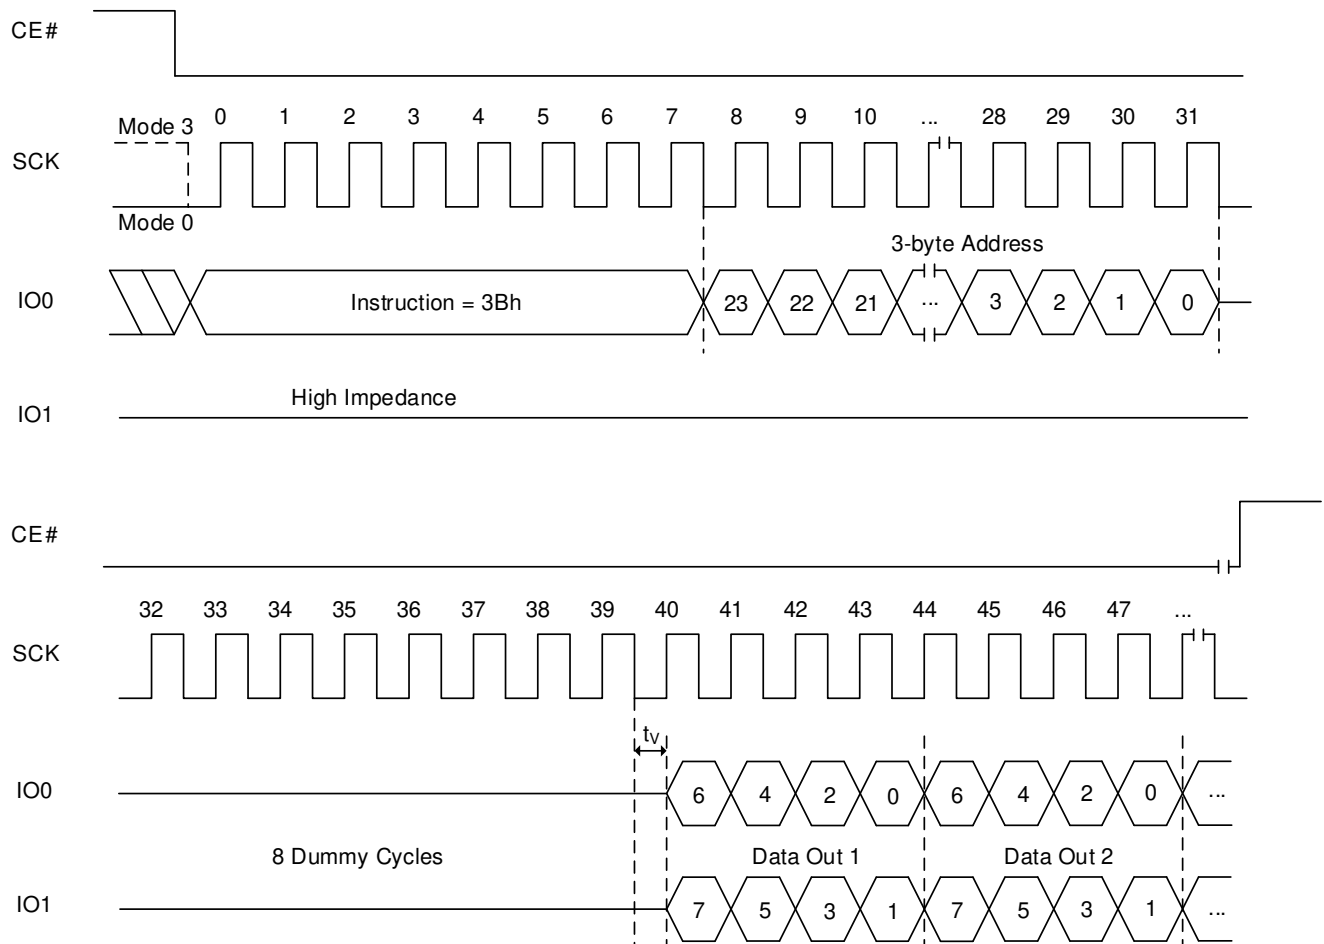 CE#
Mode 3 0 1 2 3 4 5 6 7 8 9 10 ... 28 29 30 31
SCK
Mode 0
3-byte Address
IO0 Instruction = 3Bh 23 22 21 ... 3 2 1 0
High Impedance
IO1
CE#
32 33 34 35 36 37 38 39 40 41 42 43 44 45 46 47 ...
SCK
tV
IO0 6 4 2 0 6 4 2 0 ...
8 Dummy Cycles Data Out 1 Data Out 2
IO1 7 5 3 1 7 5 3 1 ...